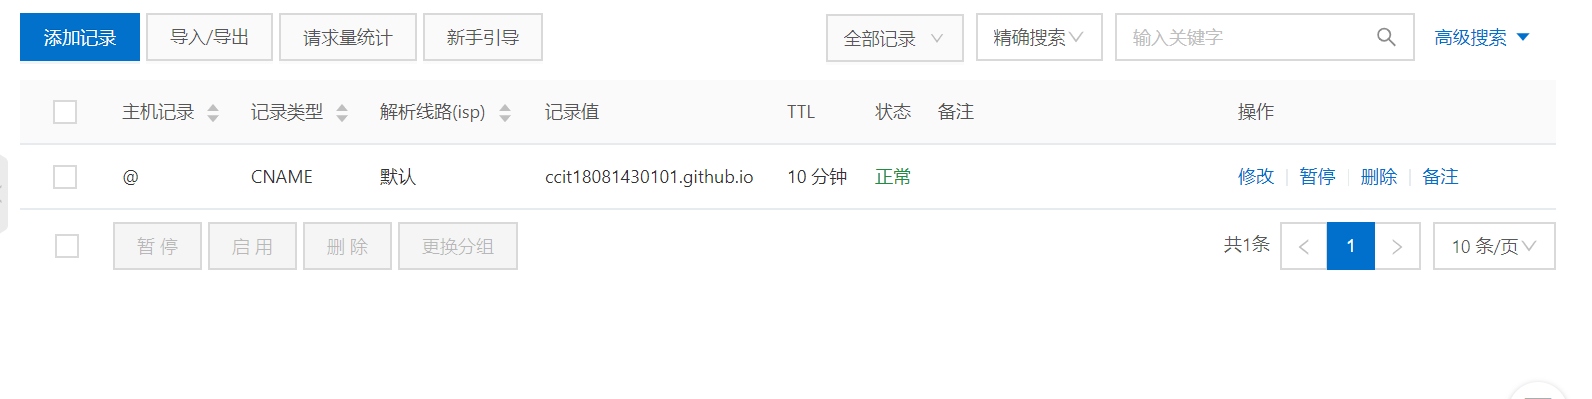 添加记录 导入/导出 请求量统计 新手引导 全部记录 精确搜索 输入关键字 高级搜索
主机记录 记录类型 解析线路(isp) 记录值 TTL 状态 备注 操作
@ CNAME 默认 ccit18081430101.github.io 10 分钟 正常 修改 暂停 删除 备注
暂 停 启 用 删 除 更换分组 共1条 1 10 条/页